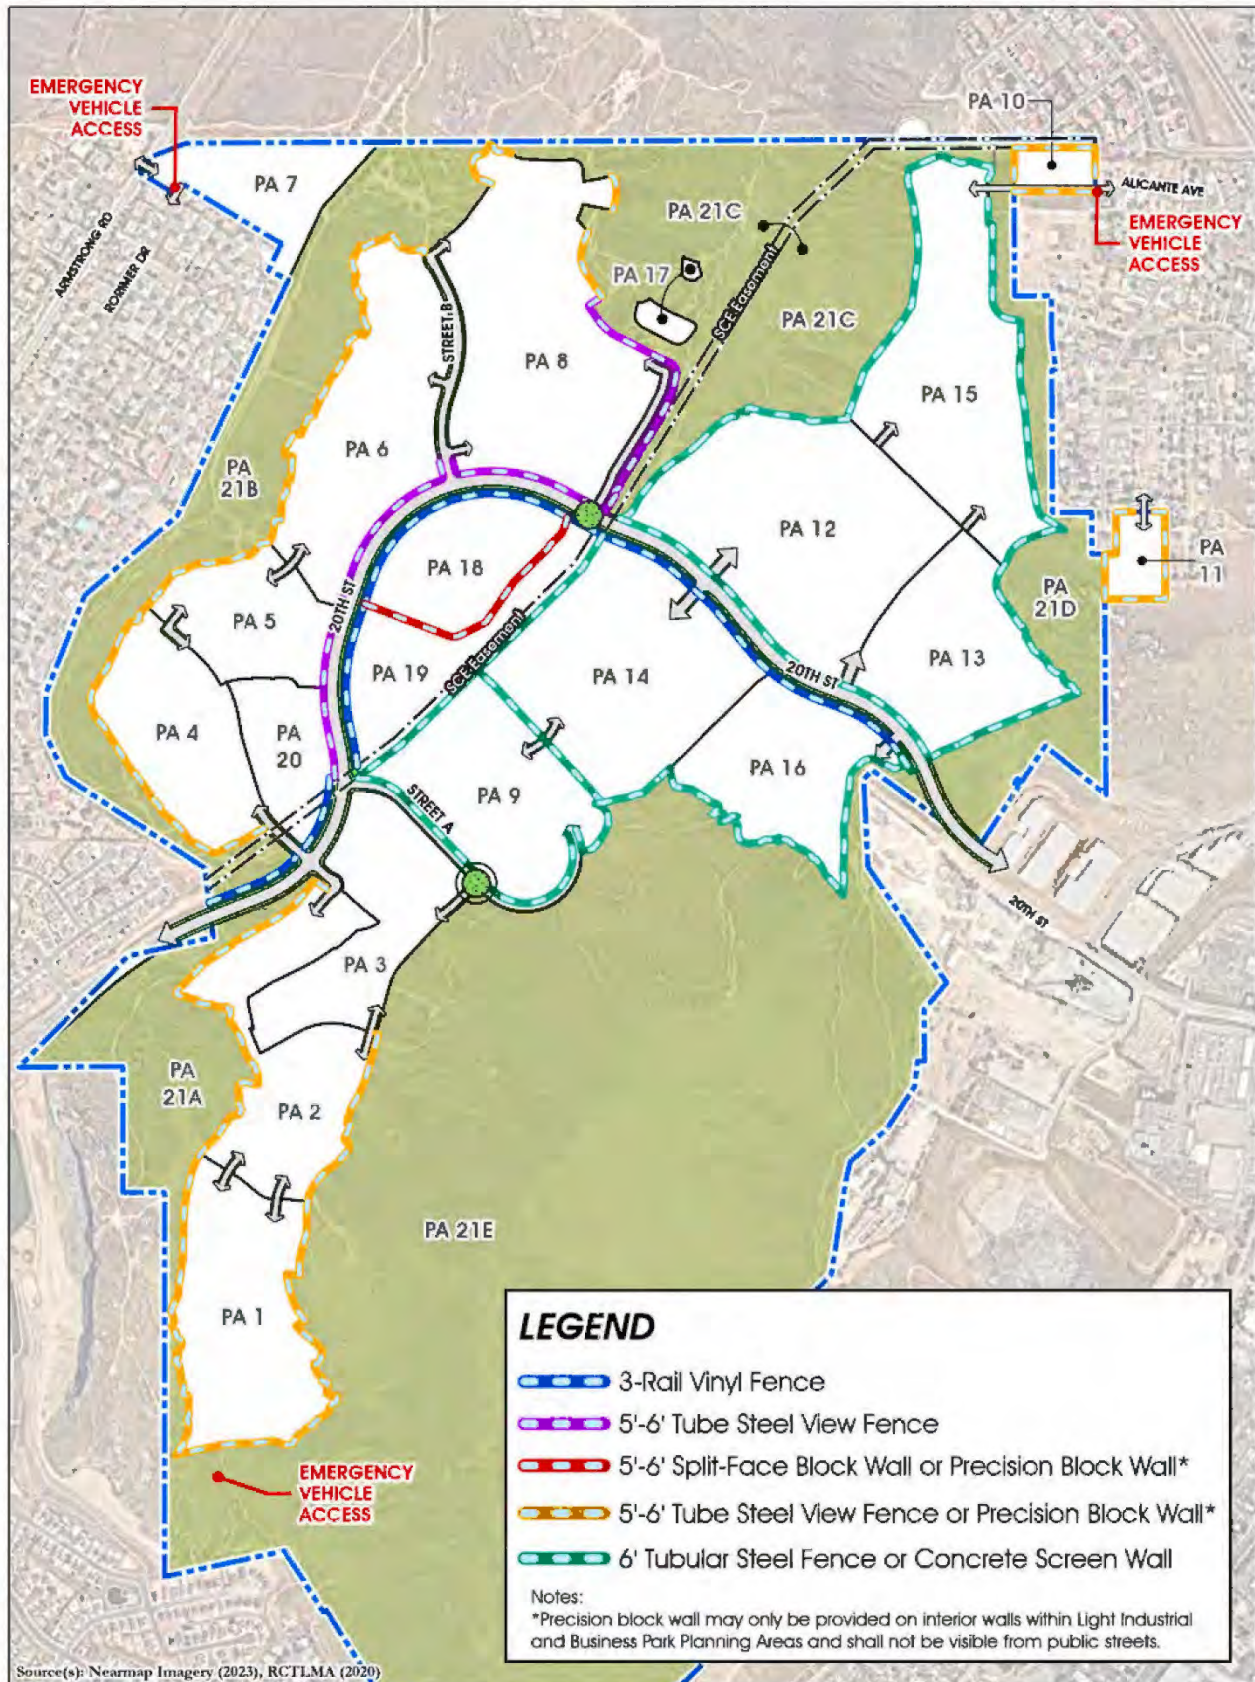 EMERGENCY
VEHICLE
ACCESS
PA 10
PA 7
ALICANTE AVE
PA 21C
EMERGENCY
VEHICLE
ACCESS
ARMSTRONG RD
RORIMER DR
PA 17
SCE Easement
PA 21C
STREET B
PA 8
PA 15
PA 6
PA
21B
PA 12
PA
11
PA 18
PA
21D
20TH ST
PA 5
SCE Easement
PA 19
PA 14
20TH ST
PA 13
PA 4
PA
20
PA 16
STREET A
PA 9
20TH ST
PA 3
PA
21A
PA 2
PA 21E
PA 1
EMERGENCY
VEHICLE
ACCESS
LEGEND
3-Rail Vinyl Fence
5'-6' Tube Steel View Fence
5'-6' Split-Face Block Wall or Precision Block Wall*
5'-6' Tube Steel View Fence or Precision Block Wall*
6' Tubular Steel Fence or Concrete Screen Wall
Notes:
*Precision block wall may only be provided on interior walls within Light Industrial
and Business Park Planning Areas and shall not be visible from public streets.
Source(s): Nearmap Imagery (2023), RCTLMA (2020)